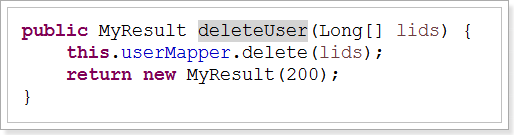 public MyResult deleteUser(Long[] lids) {
    this.userMapper.delete(lids);
    return new MyResult(200);
}